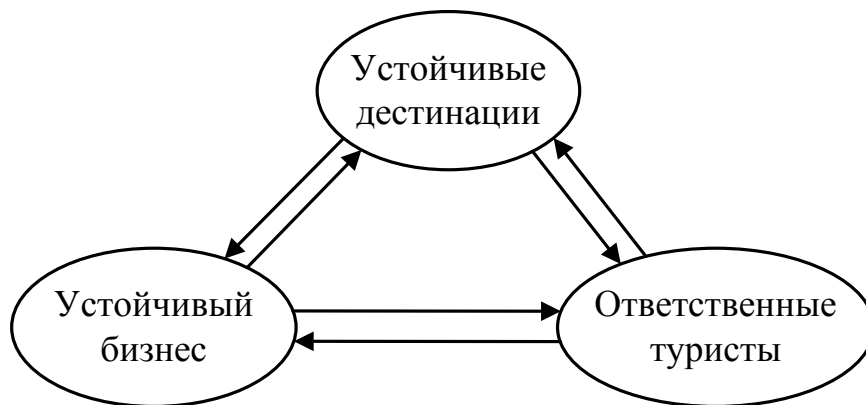 Устойчивые
дестинации
Устойчивый
бизнес
Ответственные
туристы